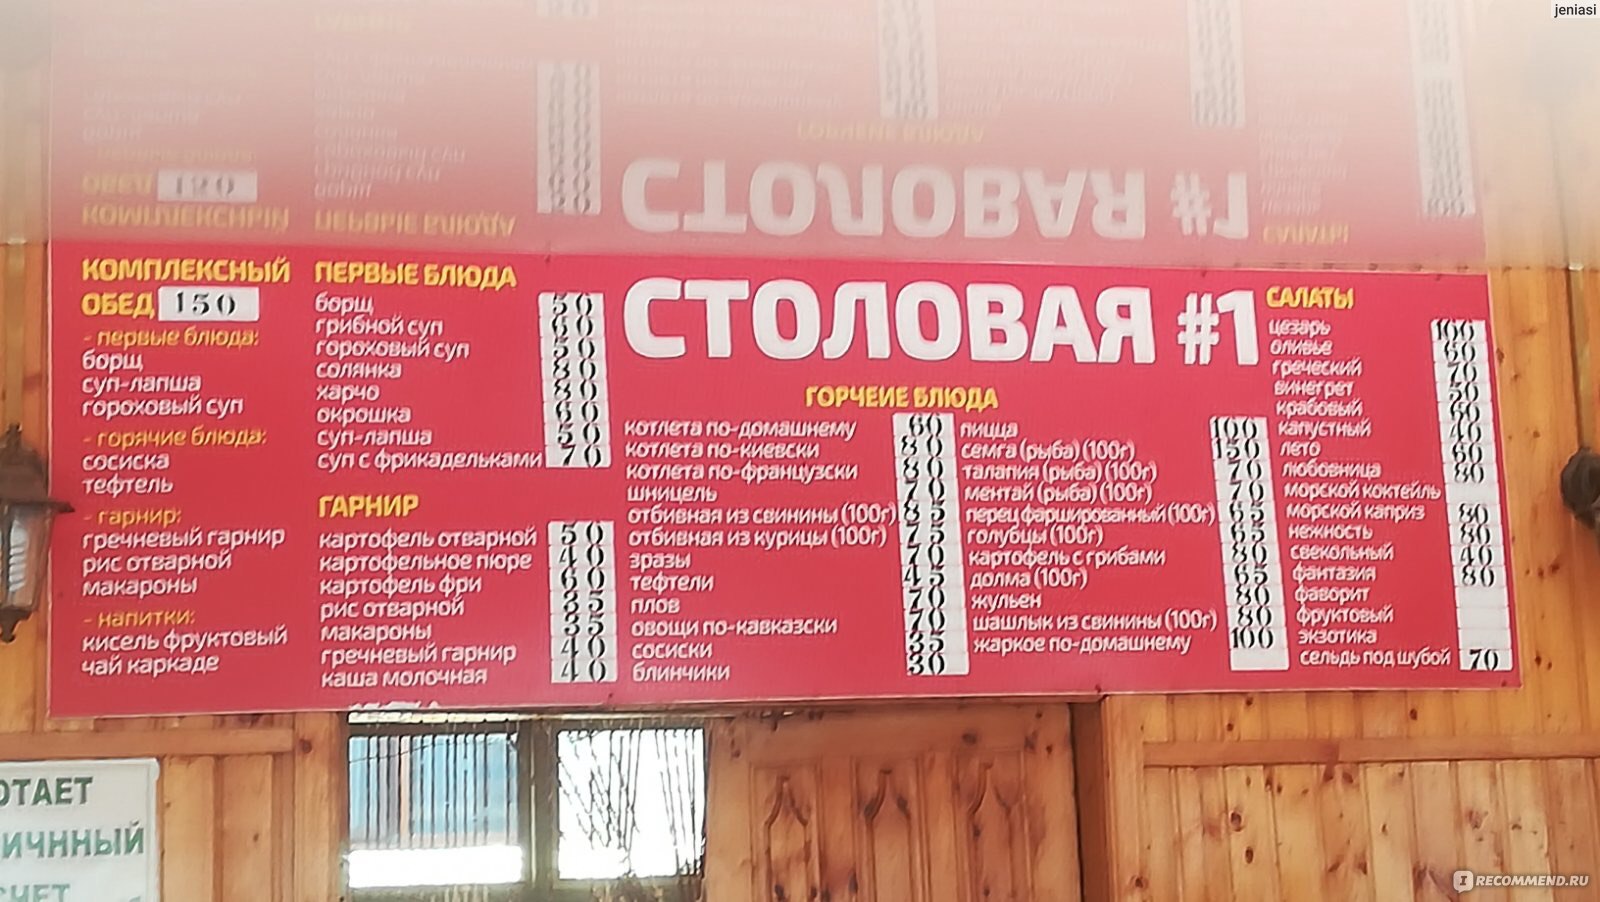 jeniasi
СТОЛОВАЯ #1
КОМПЛЕКСНЫЙ
ОБЕД 150
- первые блюда:
борщ
суп-лапша
гороховый суп
- горячие блюда:
сосиска
тефтель
- гарнир:
гречневый гарнир
рис отварной
макароны
- напитки:
кисель фруктовый
чай каркаде
ПЕРВЫЕ БЛЮДА
борщ 50
грибной суп 60
гороховый суп 50
солянка 80
харчо 80
окрошка 60
суп-лапша 50
суп с фрикадельками 70
ГАРНИР
картофель отварной 50
картофельное пюре 40
картофель фри 60
рис отварной 35
макароны 35
гречневый гарнир 40
каша молочная 40
ГОРЧЕИЕ БЛЮДА
котлета по-домашнему 60
котлета по-киевски 80
котлета по-французски 80
шницель 70
отбивная из свинины (100г) 85
отбивная из курицы (100г) 75
зразы 70
тефтели 45
плов 70
овощи по-кавказски 70
сосиски 35
блинчики 30
пицца 100
семга (рыба) (100г) 150
талапия (рыба) (100г) 70
ментай (рыба) (100г) 70
перец фаршированный (100г) 65
голубцы (100г) 65
картофель с грибами 80
долма (100г) 65
жульен 80
шашлык из свинины (100г) 80
жаркое по-домашнему 100
САЛАТЫ
цезарь 100
оливье 60
греческий 70
винегрет 50
крабовый 60
капустный 40
лето 60
любовница 80
морской коктейль
морской каприз 80
нежность 80
свекольный 40
фантазия 80
фаворит
фруктовый
экзотика
сельдь под шубой 70
ОТАЕТ
ИЧННЫЙ
СЧЕТ
IRECOMMEND.RU